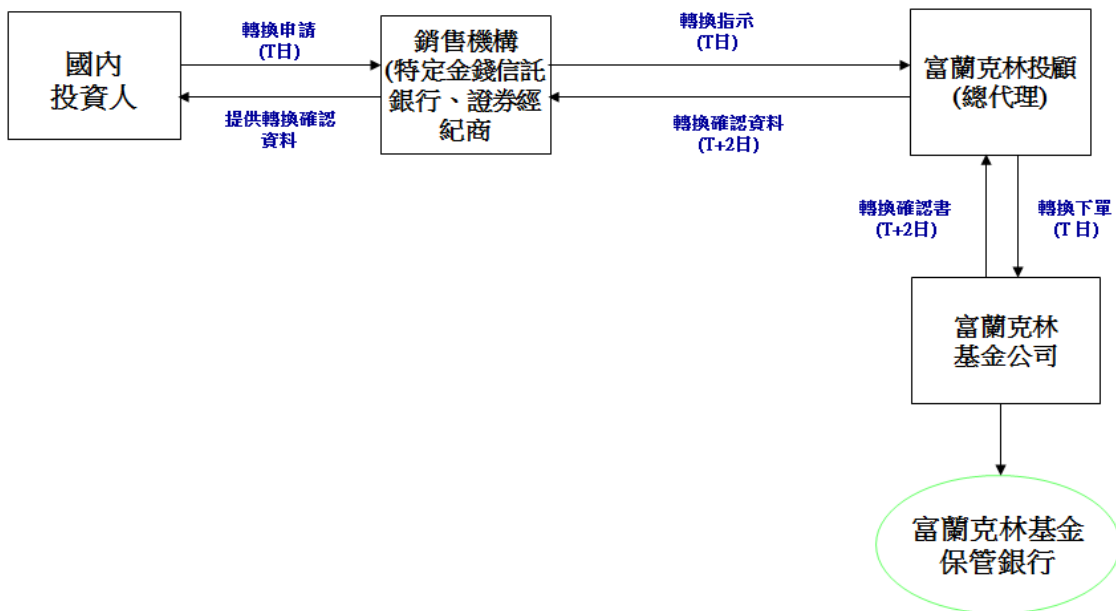 國內
投資人
轉換申請
(T日)
提供轉換確認
資料
銷售機構
(特定金錢信託
銀行、證券經
紀商
轉換指示
(T日)
轉換確認資料
(T+2日)
富蘭克林投顧
(總代理)
轉換確認書
(T+2日)
轉換下單
(T 日)
富蘭克林
基金公司
富蘭克林基金
保管銀行